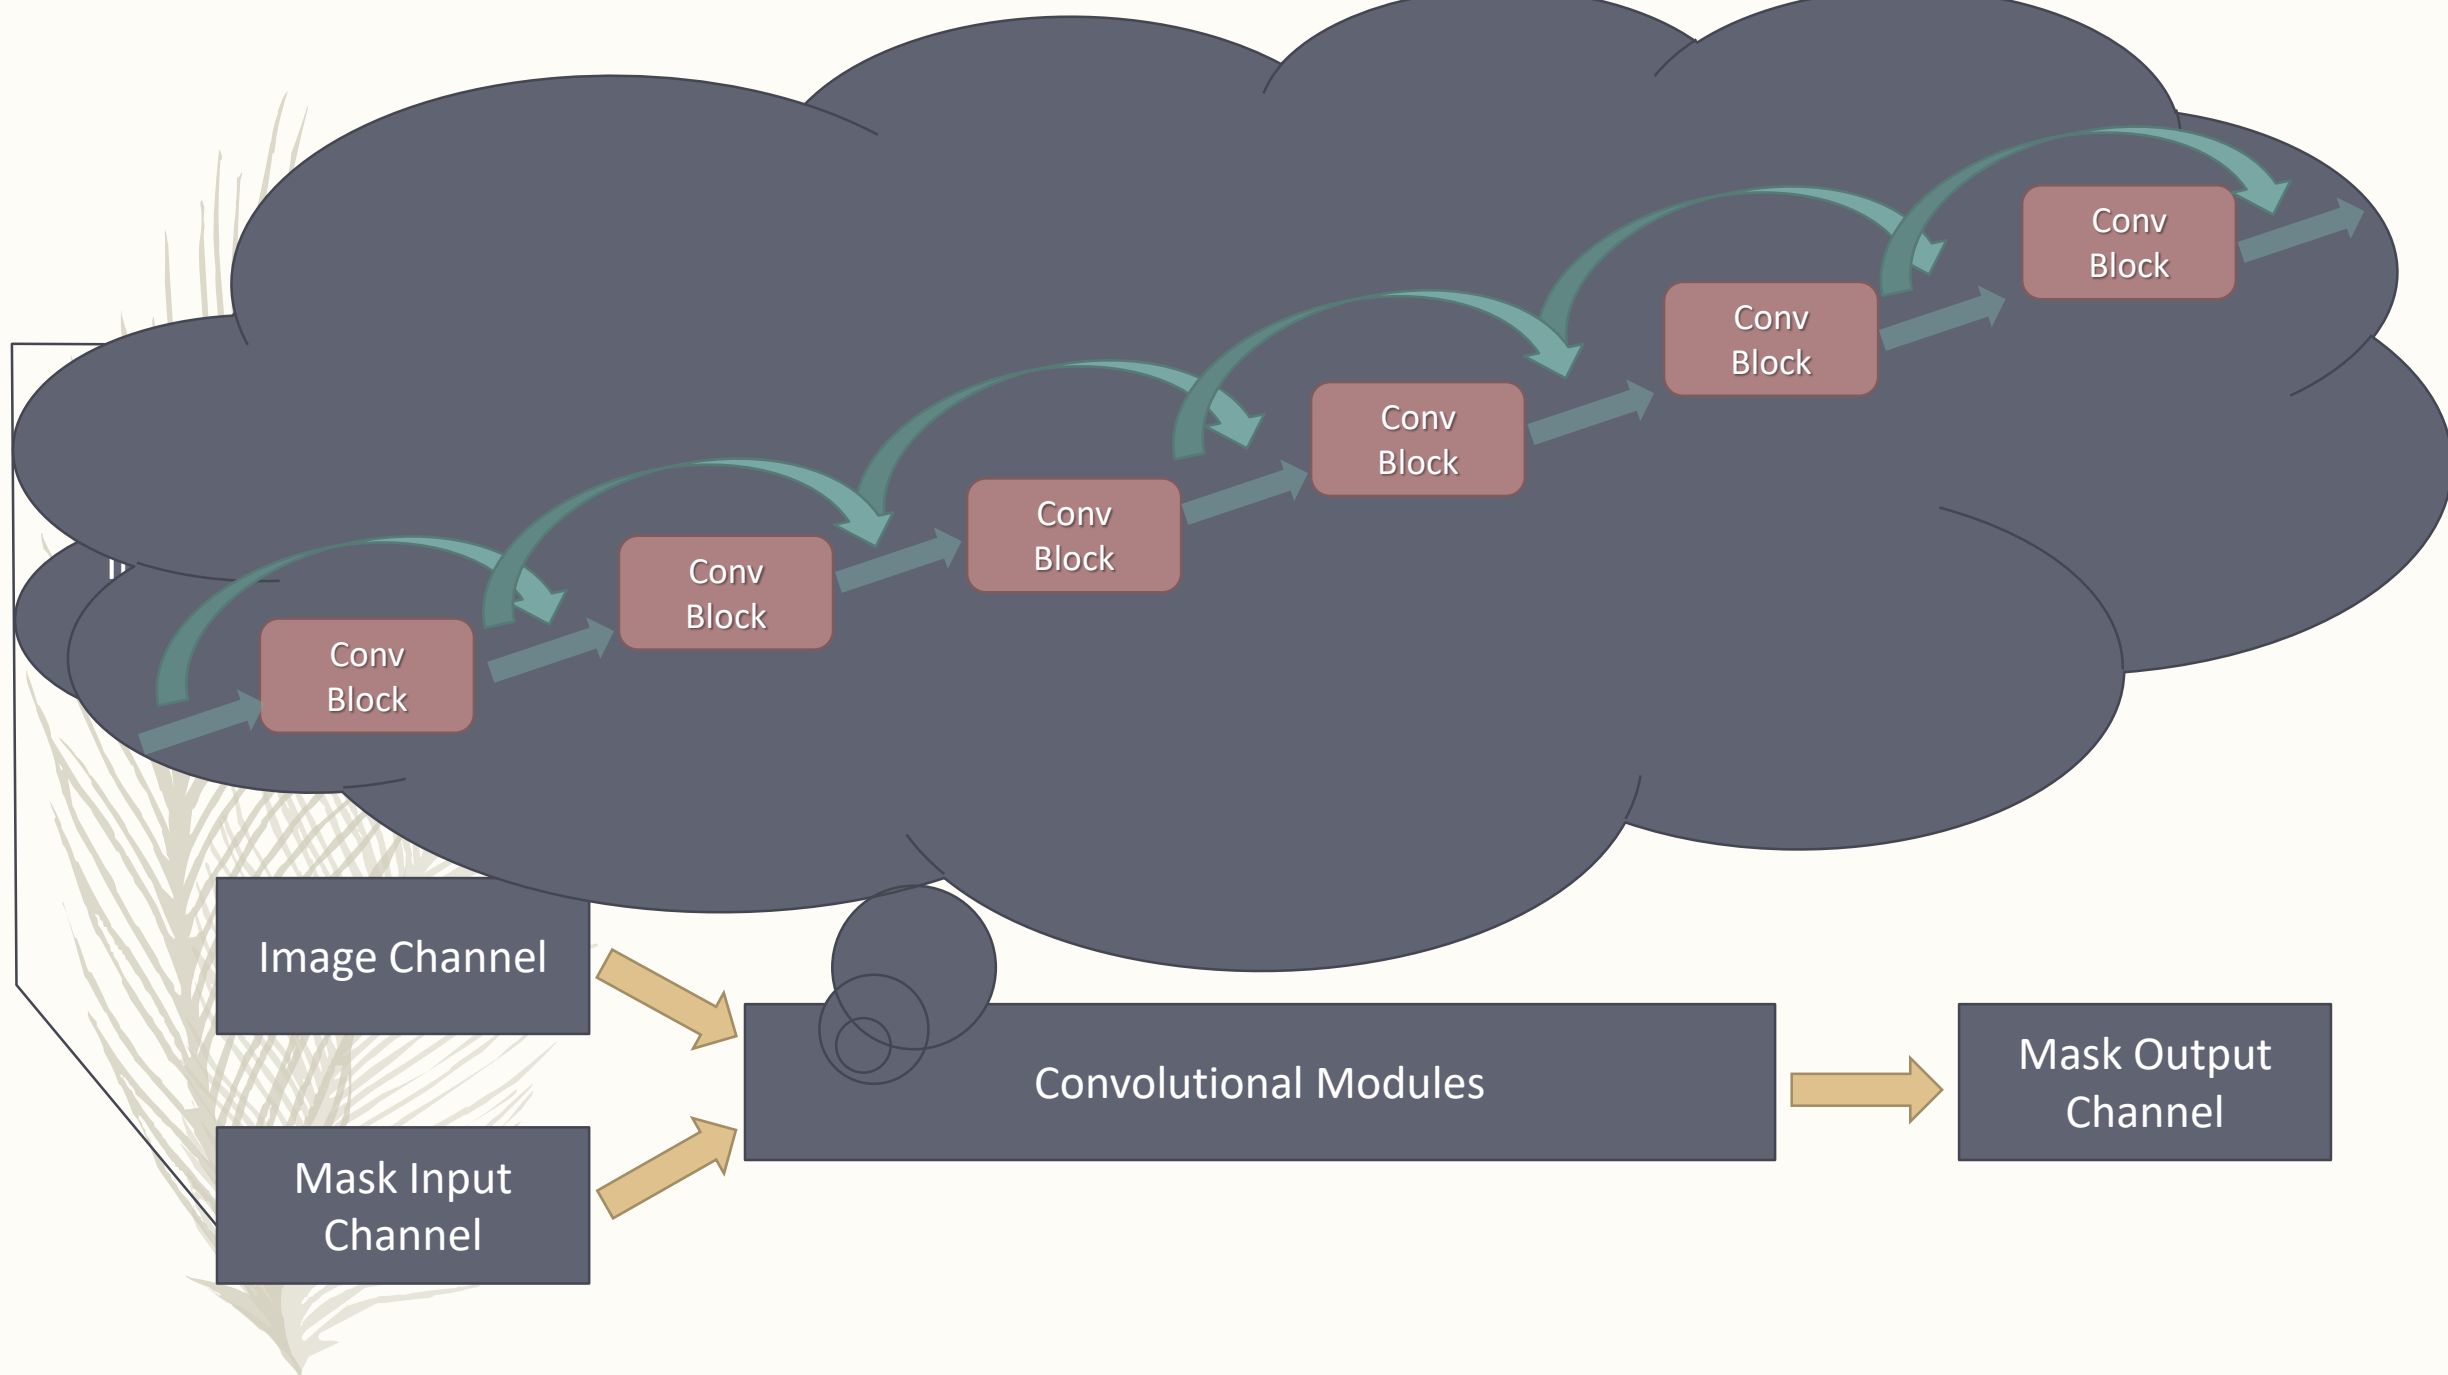 Conv
Block
Conv
Block
Conv
Block
Conv
Block
Conv
Block
Conv
Block
Image Channel
Mask Input
Channel
Convolutional Modules
Mask Output
Channel